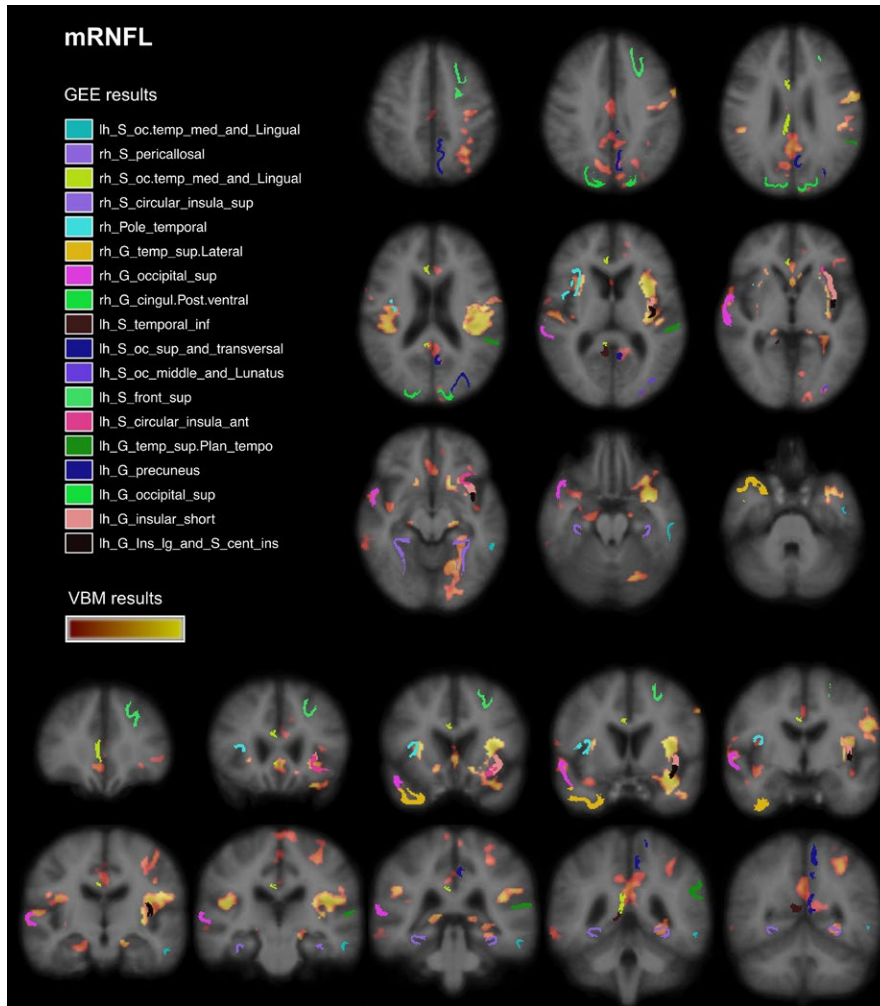 mRNFL
GEE results
lh_S_oc.temp_med_and_Lingual
rh_S_pericallosal
rh_S_oc.temp_med_and_Lingual
rh_S_circular_insula_sup
rh_Pole_temporal
rh_G_temp_sup.Lateral
rh_G_occipital_sup
rh_G_cingul.Post.ventral
lh_S_temporal_inf
lh_S_oc_sup_and_transversal
lh_S_oc_middle_and_Lunatus
lh_S_front_sup
lh_S_circular_insula_ant
lh_G_temp_sup.Plan_tempo
lh_G_precuneus
lh_G_occipital_sup
lh_G_insular_short
lh_G_Ins_lg_and_S_cent_ins
VBM results